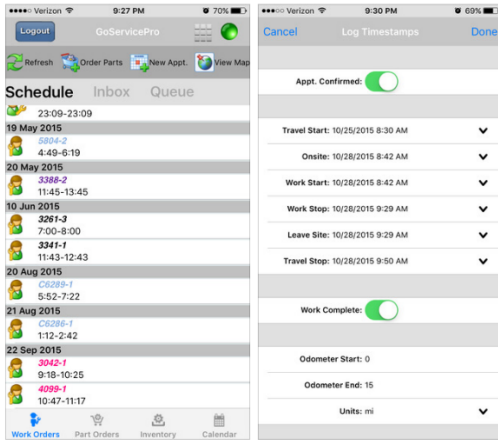 Verizon 9:27 PM 70%
Logout GoServicePro
Refresh Order Parts New Appt. View Map
Schedule Inbox Queue
23:09-23:09
19 May 2015
5804-2
4:49-6:19
20 May 2015
3388-2
11:45-13:45
10 Jun 2015
3261-3
7:00-8:00
3341-1
11:43-12:43
20 Aug 2015
C6289-1
5:52-7:22
21 Aug 2015
C6286-1
1:12-2:42
22 Sep 2015
3042-1
9:18-10:25
4099-1
10:47-11:17
Work Orders Part Orders Inventory Calendar
Verizon 9:30 PM 69%
Cancel Log Timestamps Done
Appt. Confirmed:
Travel Start: 10/25/2015 8:30 AM
Onsite: 10/28/2015 8:42 AM
Work Start: 10/28/2015 8:42 AM
Work Stop: 10/28/2015 9:29 AM
Leave Site: 10/28/2015 9:29 AM
Travel Stop: 10/28/2015 9:50 AM
Work Complete:
Odometer Start: 0
Odometer End: 15
Units: mi